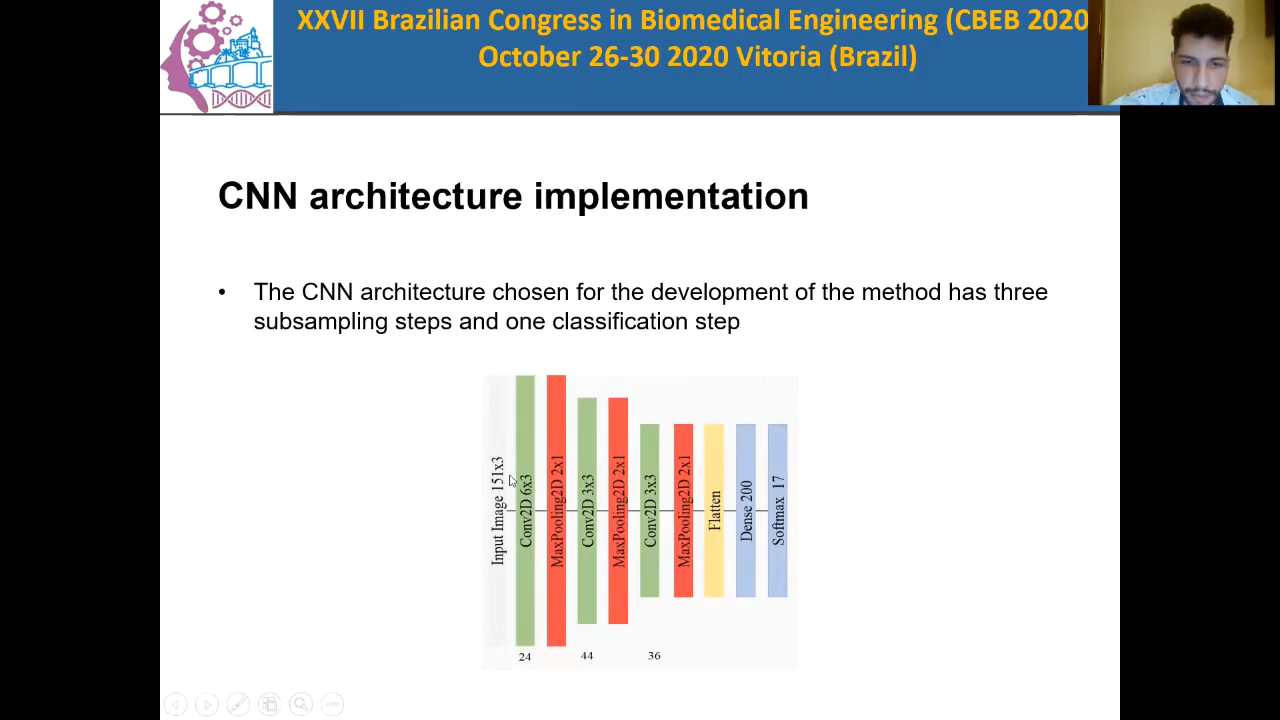 XXVII Brazilian Congress in Biomedical Engineering (CBEB 2020
October 26-30 2020 Vitoria (Brazil)
CNN architecture implementation
• The CNN architecture chosen for the development of the method has three
subsampling steps and one classification step
Input Image 151x3
Conv2D 6x3
MaxPooling2D 2x1
Conv2D 3x3
MaxPooling2D 2x1
Conv2D 3x3
MaxPooling2D 2x1
Flatten
Dense 200
Softmax 17
24
44
36